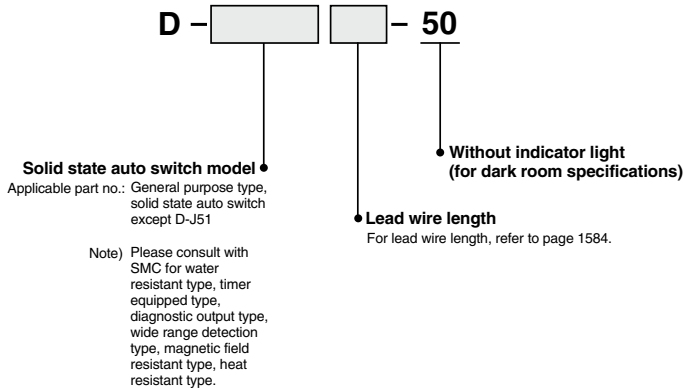 D – – 50
Without indicator light
(for dark room specifications)
Solid state auto switch model
Applicable part no.: General purpose type,
solid state auto switch
except D-J51
Lead wire length
For lead wire length, refer to page 1584.
Note) Please consult with
SMC for water
resistant type, timer
equipped type,
diagnostic output type,
wide range detection
type, magnetic field
resistant type, heat
resistant type.